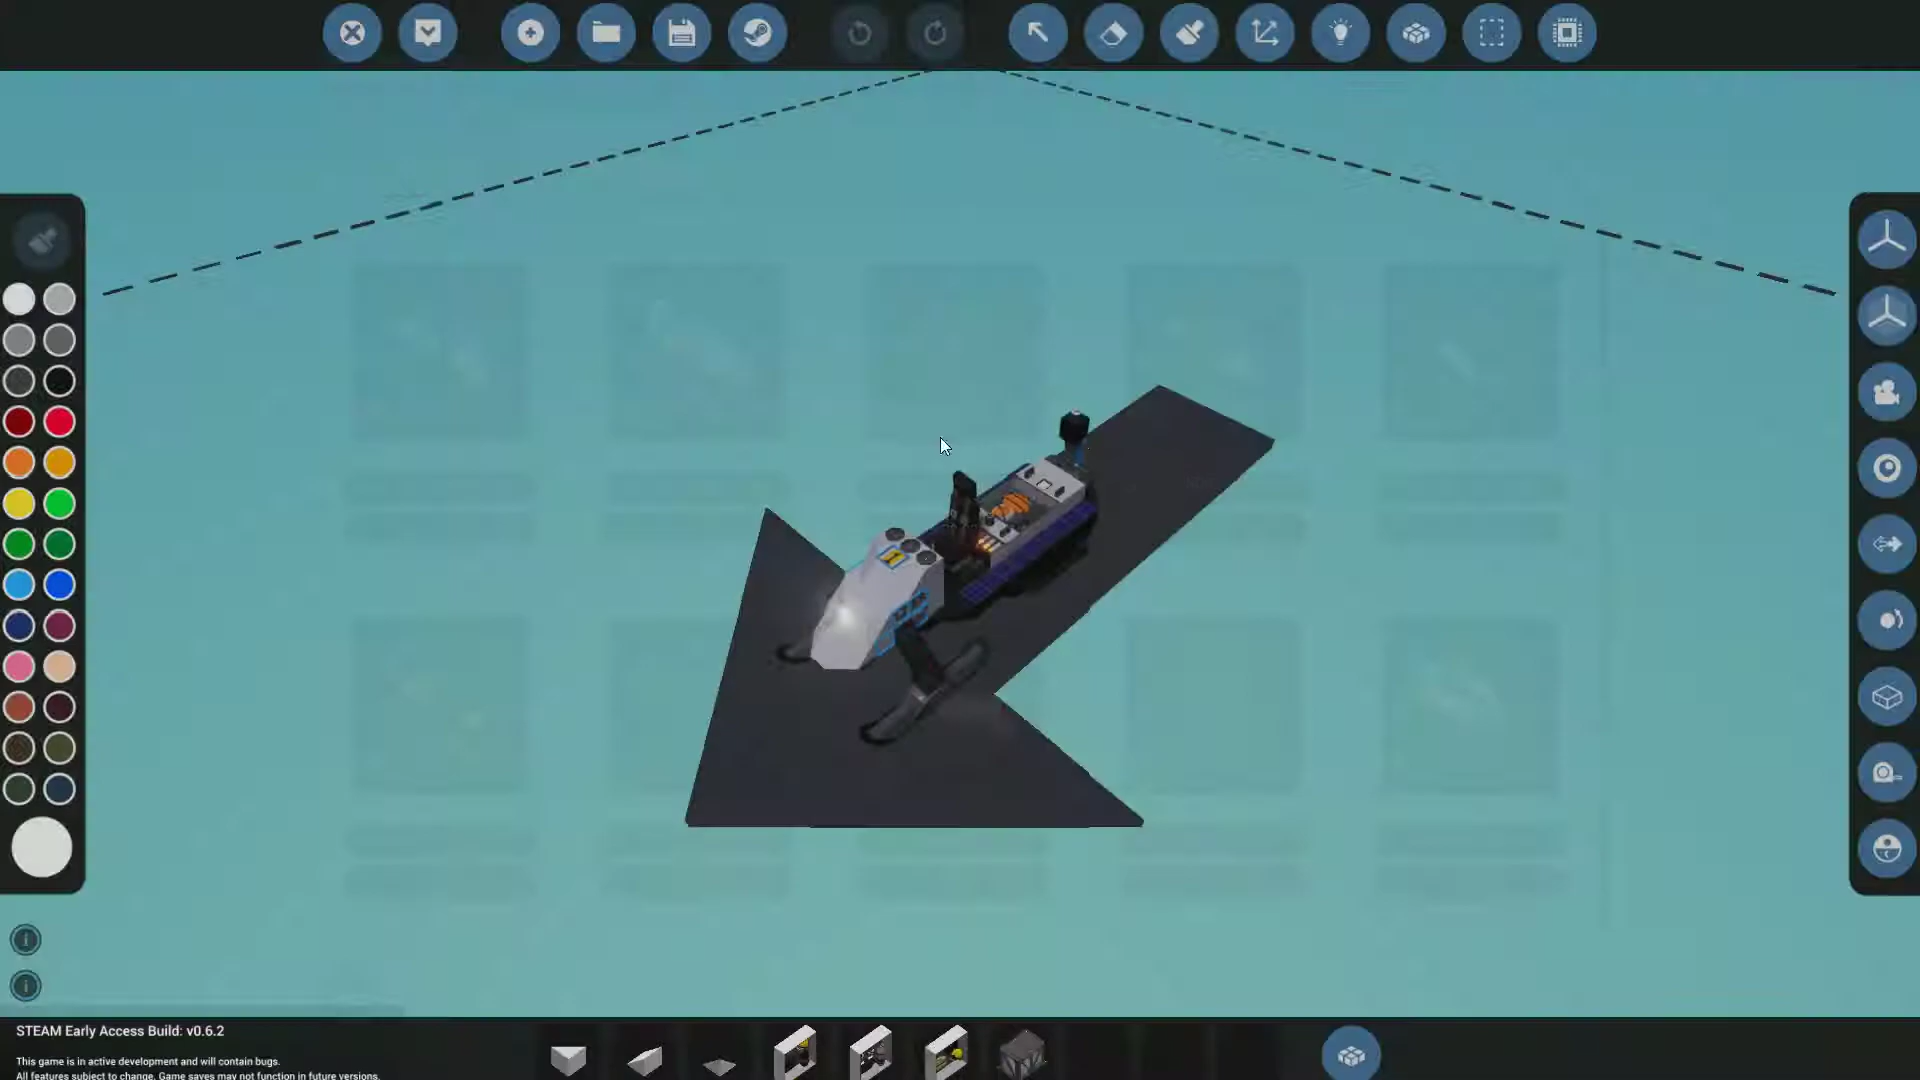 STEAM Early Access Build: v0.6.2
This game is in active development and will contain bugs.
All features subject to change. Game saves may not function in future versions.